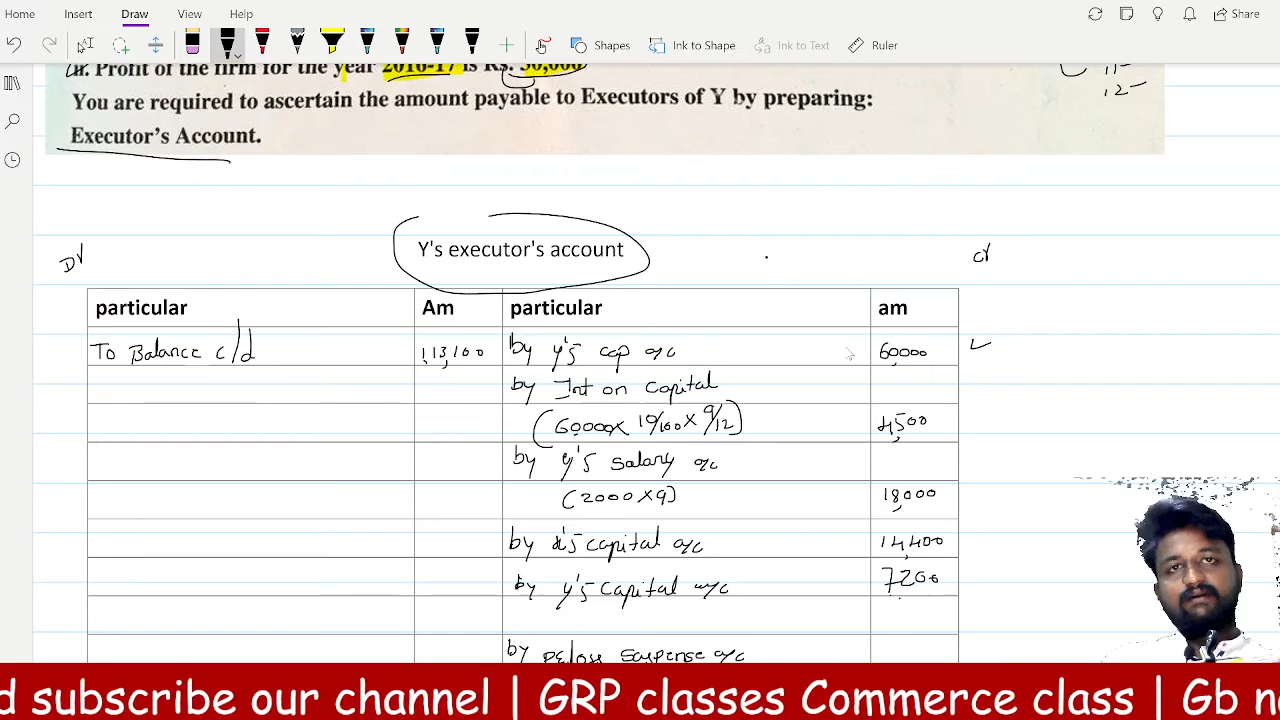 Home Insert Draw View Help Share
Shapes Ink to Shape Ink to Text Ruler
Profit of the firm for the year 2016-17 is Rs. 30,000
11-
12-
You are required to ascertain the amount payable to Executors of Y by preparing:
Executor's Account.
Dr Y's executor's account Cr
particular Am particular am
To Balance c/d 1,13,100 by Y's cap a/c 60000
by Int on Capital
(60000 x 10/100 x 9/12) 4500
by Y's Salary a/c
(2000 x 9) 18000
by X's capital a/c 14,400
by Y's Capital a/c 7200
by suspense a/c
d subscribe our channel | GRP classes Commerce class | Gb n